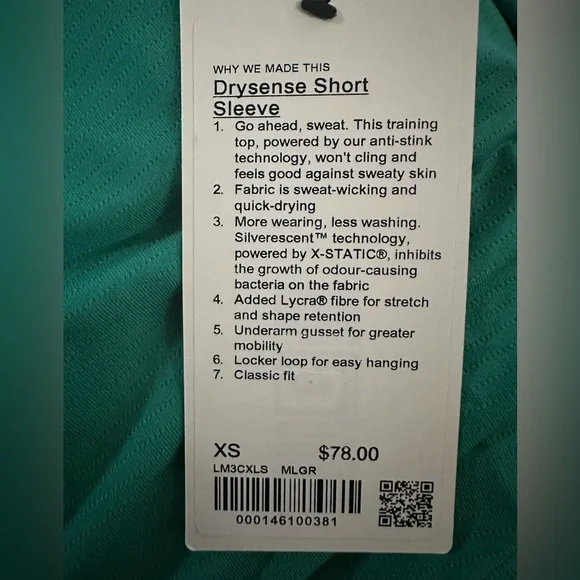 WHY WE MADE THIS
Drysense Short
Sleeve
1. Go ahead, sweat. This training
top, powered by our anti-stink
technology, won't cling and
feels good against sweaty skin
2. Fabric is sweat-wicking and
quick-drying
3. More wearing, less washing.
Silverescent™ technology,
powered by X-STATIC®, inhibits
the growth of odour-causing
bacteria on the fabric
4. Added Lycra® fibre for stretch
and shape retention
5. Underarm gusset for greater
mobility
6. Locker loop for easy hanging
7. Classic fit
XS $78.00
LM3CXLS MLGR
000146100381